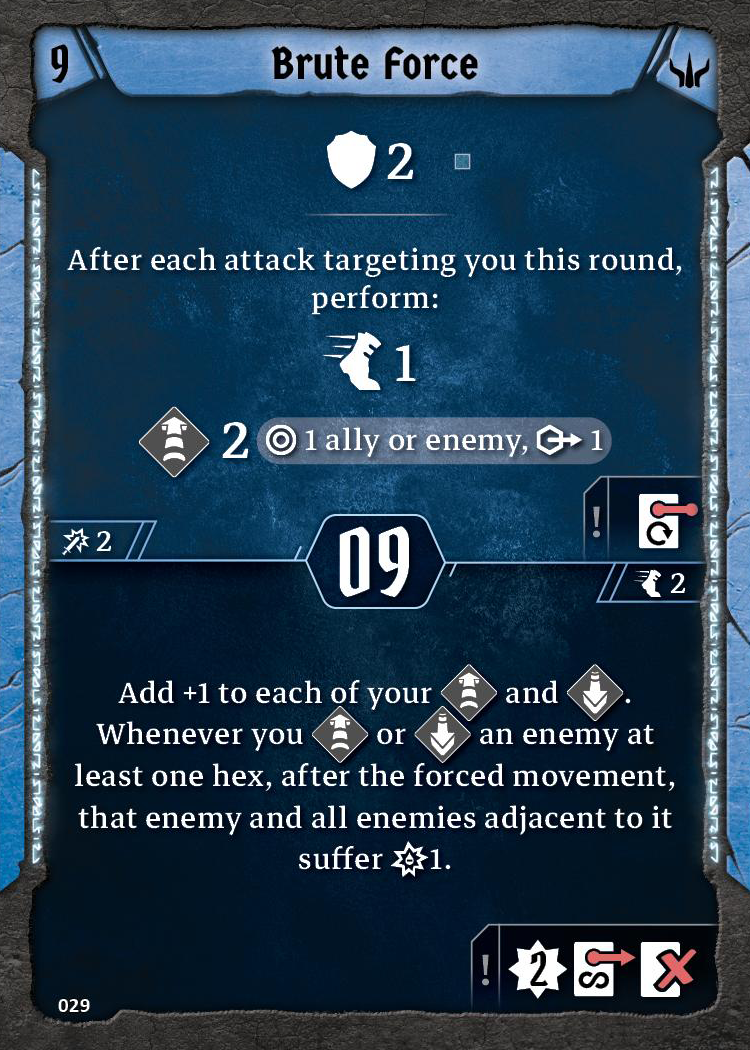 9
Brute Force
2
After each attack targeting you this round,
perform:
1
2 1 ally or enemy, 1
!
2
09
2
Add +1 to each of your and .
Whenever you or an enemy at
least one hex, after the forced movement,
that enemy and all enemies adjacent to it
suffer 1.
! 2
029